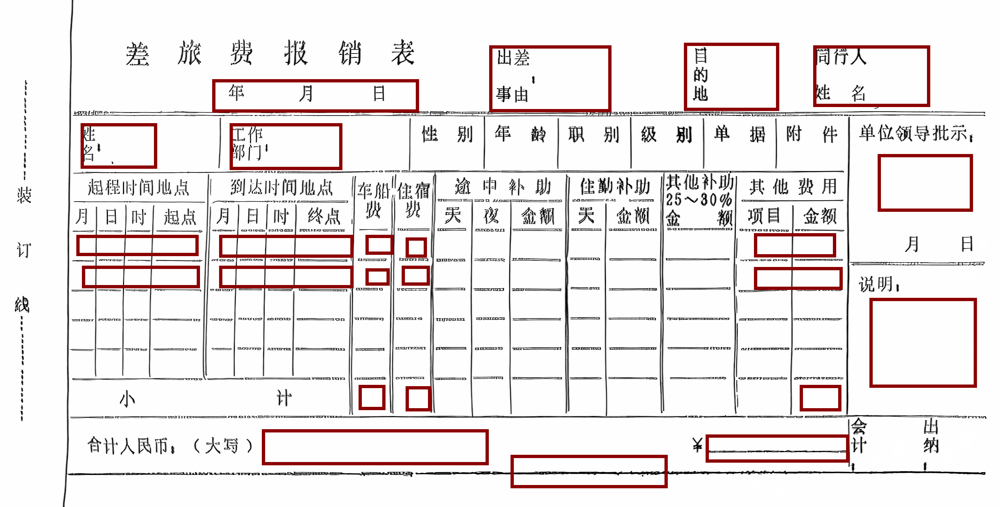 差旅费报销表
年 月 日
出差
事由
目的地
同行人
姓名
姓名:
工作
部门:
性别 年龄 职别 级别 单据 附件 单位领导批示:
起程时间地点 到达时间地点 车船费 住宿费 途中补助 住勤补助 其他补助 25～30% 金额 其他费用
月 日 时 起点 月 日 时 终点 天 夜 金额 天 金额 项目 金额
月 日
说明:
小计
合计人民币:（大写） ¥ 会计: 出纳:
装订线